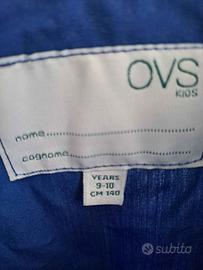 OVS
KIDS
nome
cognome
YEARS
9-10
CM 140
subito